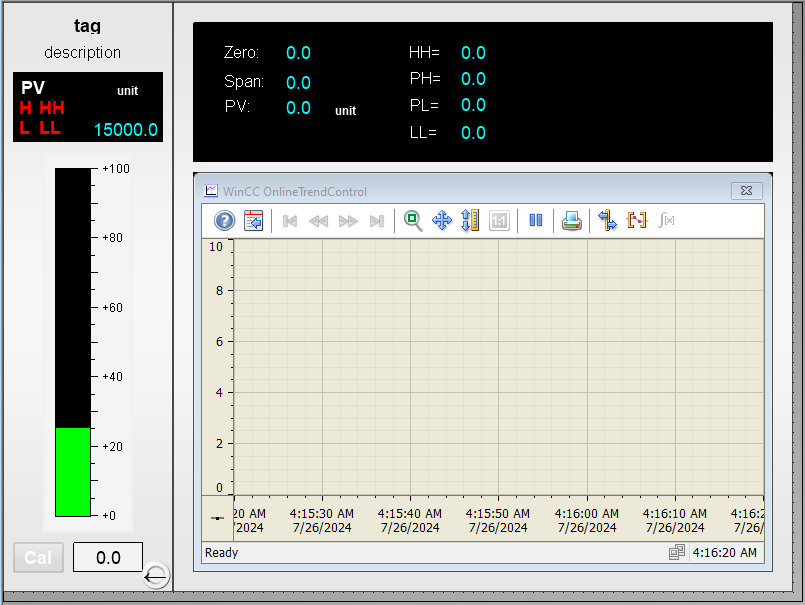 tag
description
PV unit
H HH
L LL 15000.0
+100
+80
+60
+40
+20
+0
Cal 0.0
Zero: 0.0 HH= 0.0
Span: 0.0 PH= 0.0
PV: 0.0 unit PL= 0.0
LL= 0.0
WinCC OnlineTrendControl
1:1 f(x)
10
8
6
4
2
0
20 AM 4:15:30 AM 4:15:40 AM 4:15:50 AM 4:16:00 AM 4:16:10 AM 4:16:2
/2024 7/26/2024 7/26/2024 7/26/2024 7/26/2024 7/26/2024 7/26/
Ready 4:16:20 AM